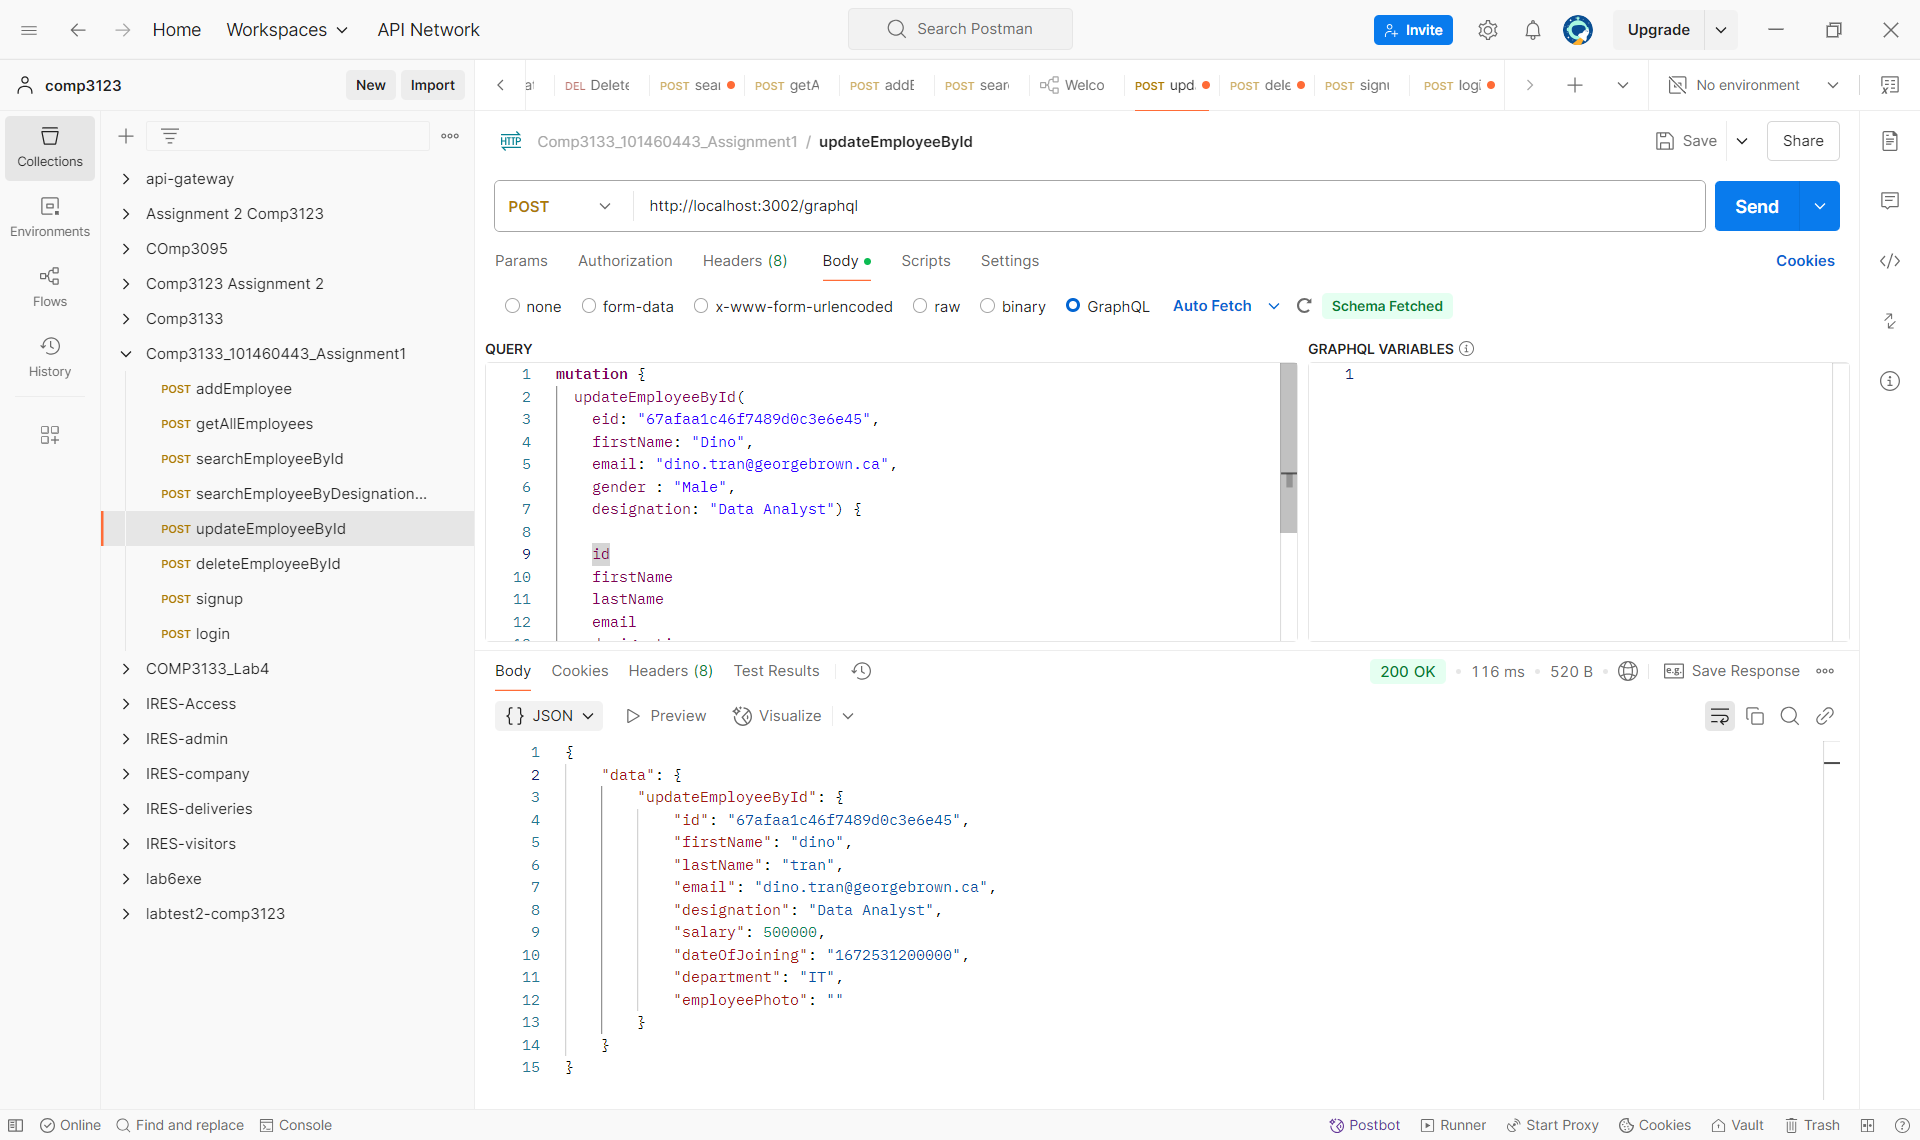 Home Workspaces API Network Search Postman Invite Upgrade
comp3123 New Import DEL Delete POST sear POST getA POST addE POST sear Welco POST upd. POST dele POST sign POST logi No environment
Comp3133_101460443_Assignment1 / updateEmployeeById Save Share
HTTP
Collections
Environments
Flows
History
api-gateway
Assignment 2 Comp3123
COmp3095
Comp3123 Assignment 2
Comp3133
Comp3133_101460443_Assignment1
POST addEmployee
POST getAllEmployees
POST searchEmployeeById
POST searchEmployeeByDesignation...
POST updateEmployeeById
POST deleteEmployeeById
POST signup
POST login
COMP3133_Lab4
IRES-Access
IRES-admin
IRES-company
IRES-deliveries
IRES-visitors
lab6exe
labtest2-comp3123
POST http://localhost:3002/graphql Send
Params Authorization Headers (8) Body Scripts Settings Cookies
none form-data x-www-form-urlencoded raw binary GraphQL Auto Fetch Schema Fetched
QUERY
1 mutation {
2 updateEmployeeById(
3 eid: "67afaa1c46f7489d0c3e6e45",
4 firstName: "Dino",
5 email: "dino.tran@georgebrown.ca",
6 gender : "Male",
7 designation: "Data Analyst") {
8
9 id
10 firstName
11 lastName
12 email
GRAPHQL VARIABLES
1
Body Cookies Headers (8) Test Results 200 OK • 116 ms • 520 B e.g. Save Response
{} JSON Preview Visualize
1 {
2 "data": {
3 "updateEmployeeById": {
4 "id": "67afaa1c46f7489d0c3e6e45",
5 "firstName": "dino",
6 "lastName": "tran",
7 "email": "dino.tran@georgebrown.ca",
8 "designation": "Data Analyst",
9 "salary": 500000,
10 "dateOfJoining": "1672531200000",
11 "department": "IT",
12 "employeePhoto": ""
13 }
14 }
15 }
Online Find and replace Console Postbot Runner Start Proxy Cookies Vault Trash